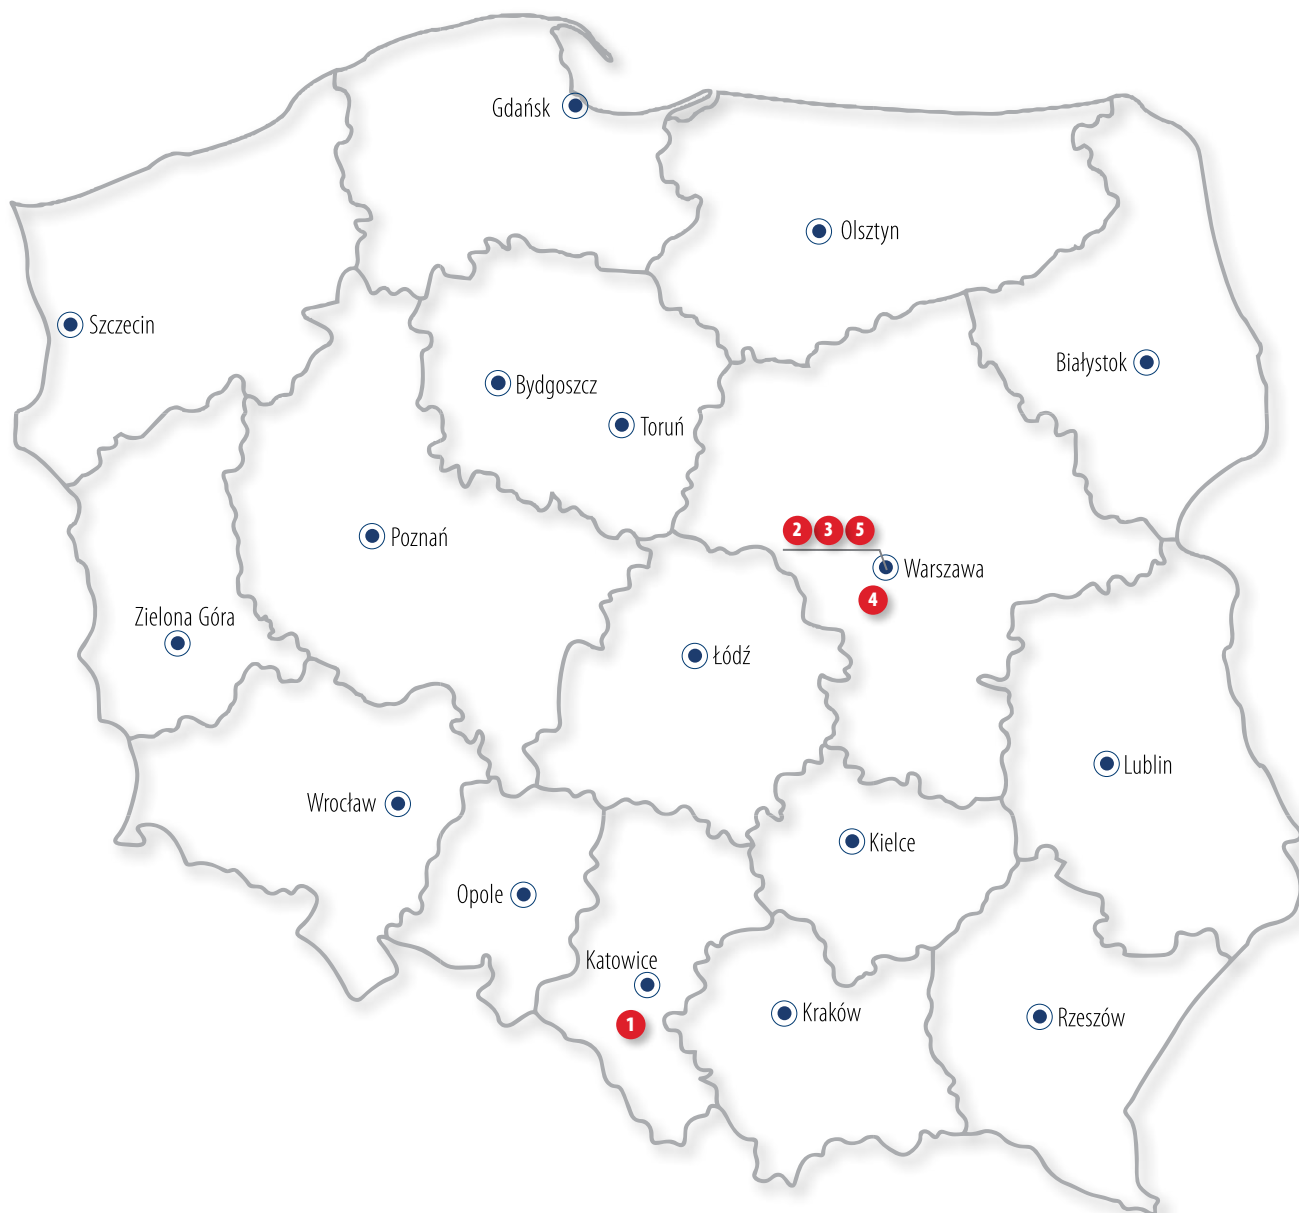 Gdańsk
Olsztyn
Szczecin
Białystok
Bydgoszcz
Toruń
2 3 5
Poznań
Warszawa
4
Zielona Góra
Łódź
Lublin
Wrocław
Kielce
Opole
Katowice
Kraków
Rzeszów
1